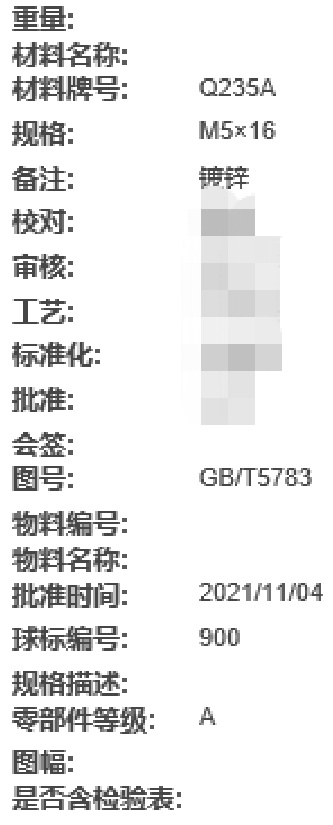 重量:
材料名称:
材料牌号: Q235A
规格: M5×16
备注: 镀锌
校对:
审核:
工艺:
标准化:
批准:
会签:
图号: GB/T5783
物料编号:
物料名称:
批准时间: 2021/11/04
球标编号: 900
规格描述:
零部件等级: A
图幅:
是否含检验表: